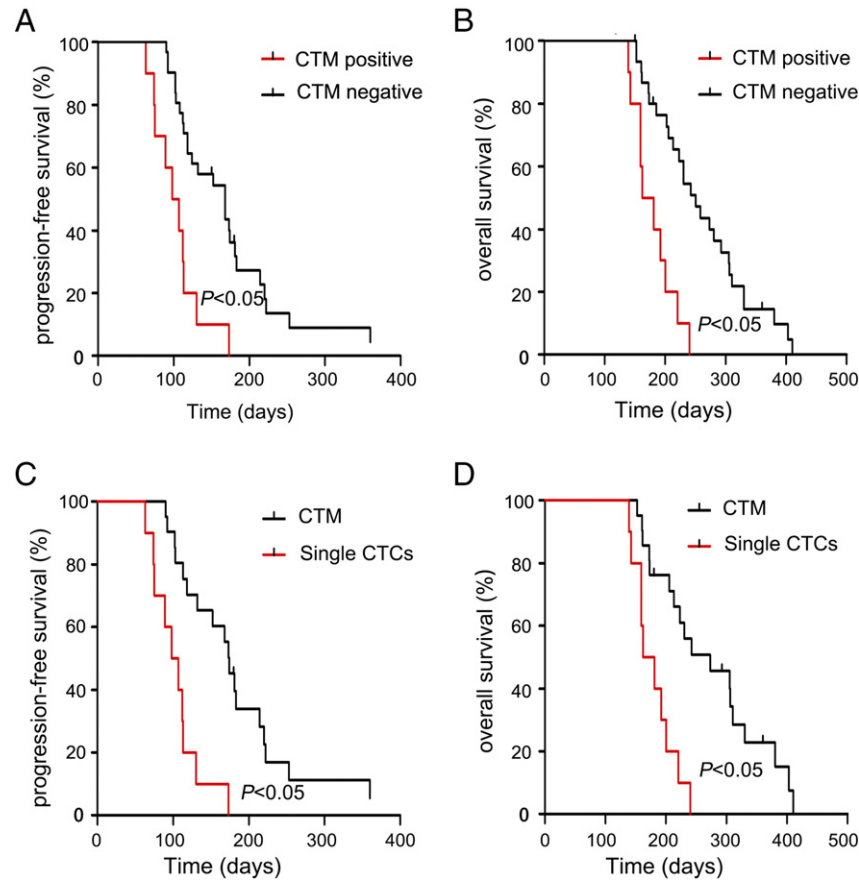 A
progression-free survival (%)
100
80
60
40
20
0
CTM positive
CTM negative
P<0.05
0
100
200
300
400
Time (days)
B
overall survival (%)
100
80
60
40
20
0
CTM positive
CTM negative
P<0.05
0
100
200
300
400
500
Time (days)
C
progression-free survival (%)
100
80
60
40
20
0
CTM
Single CTCs
P<0.05
0
100
200
300
400
Time (days)
D
overall survival (%)
100
80
60
40
20
0
CTM
Single CTCs
P<0.05
0
100
200
300
400
500
Time (days)